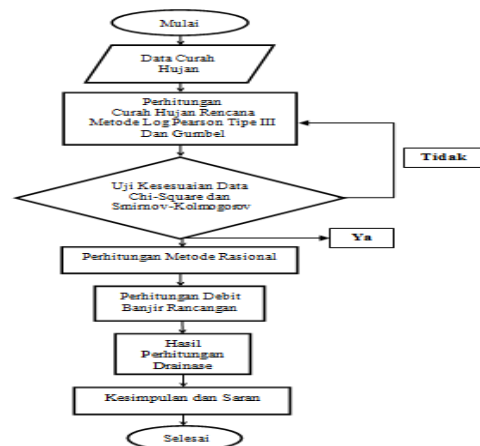 Mulai
Data Curah
Hujan
Perhitungan
Curah Hujan Rencana
Metode Log Pearson Tipe III
Dan Gumbel
Tidak
Uji Kesesuaian Data
Chi-Square dan
Smirnov-Kolmogorov
Ya
Perhitungan Metode Rasional
Perhitungan Debit
Banjir Rancangan
Hasil
Perhitungan
Drainase
Kesimpulan dan Saran
Selesai